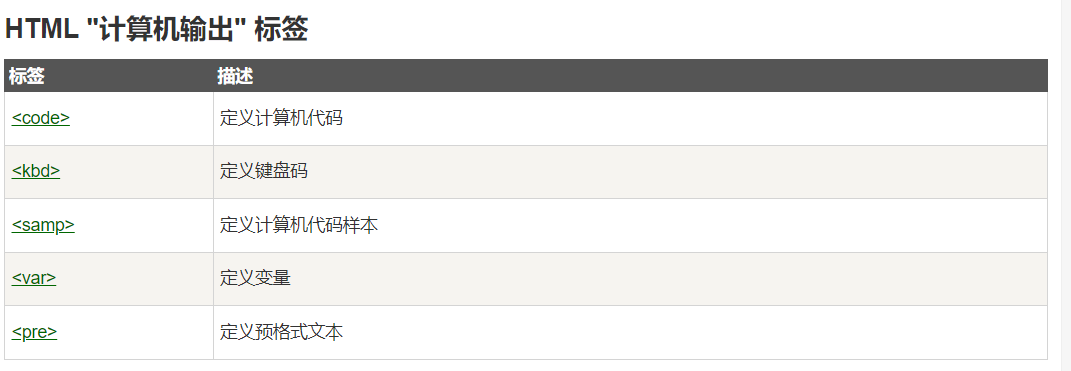 HTML "计算机输出" 标签
标签 描述
<code> 定义计算机代码
<kbd> 定义键盘码
<samp> 定义计算机代码样本
<var> 定义变量
<pre> 定义预格式文本